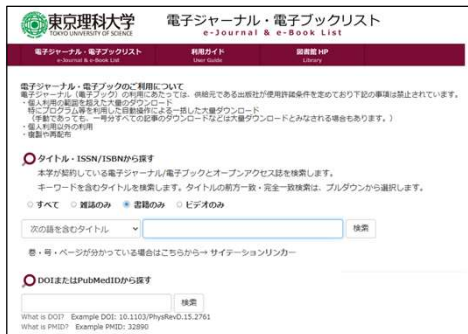 東京理科大学
TOKYO UNIVERSITY OF SCIENCE
電子ジャーナル・電子ブックリスト
e-Journal & e-Book List
電子ジャーナル・電子ブックリスト
e-Journal & e-Book List
利用ガイド
User Guide
図書館 HP
Library
電子ジャーナル・電子ブックのご利用について
電子ジャーナル（電子ブック）の利用にあたっては、供給元である出版社が使用許諾条件を定めており下記の事項は禁止されています。
・個人利用の範囲を超えた大量のダウンロード
特にプログラム等を利用した自動操作による一括した大量ダウンロード
（手動であっても、一号分すべての記事のダウンロードなどは大量ダウンロードとみなされる場合もあります。）
・個人利用以外の利用
・複製や再配布
タイトル・ISSN/ISBNから探す
本学が契約している電子ジャーナル/電子ブックとオープンアクセス誌を検索します。
キーワードを含むタイトルを検索します。タイトルの前方一致・完全一致検索は、プルダウンから選択します。
すべて 雑誌のみ 書籍のみ ビデオのみ
次の語を含むタイトル 検索
巻・号・ページが分かっている場合はこちらから→ サイテーションリンカー
DOIまたはPubMedIDから探す
検索
What is DOI? Example DOI: 10.1103/PhysRevD.15.2761
What is PMID? Example PMID: 32890